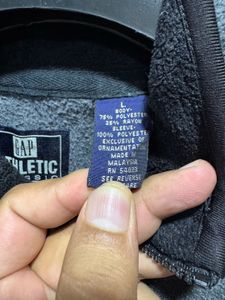 GAP
ATHLETIC
L
BODY-
75% POLYESTER
25% RAYON
SLEEVE-
100% POLYESTER
EXCLUSIVE OF
ORNAMENTATION
MADE IN
MALAYSIA
RN 54023
SEE REVERSE
CARE